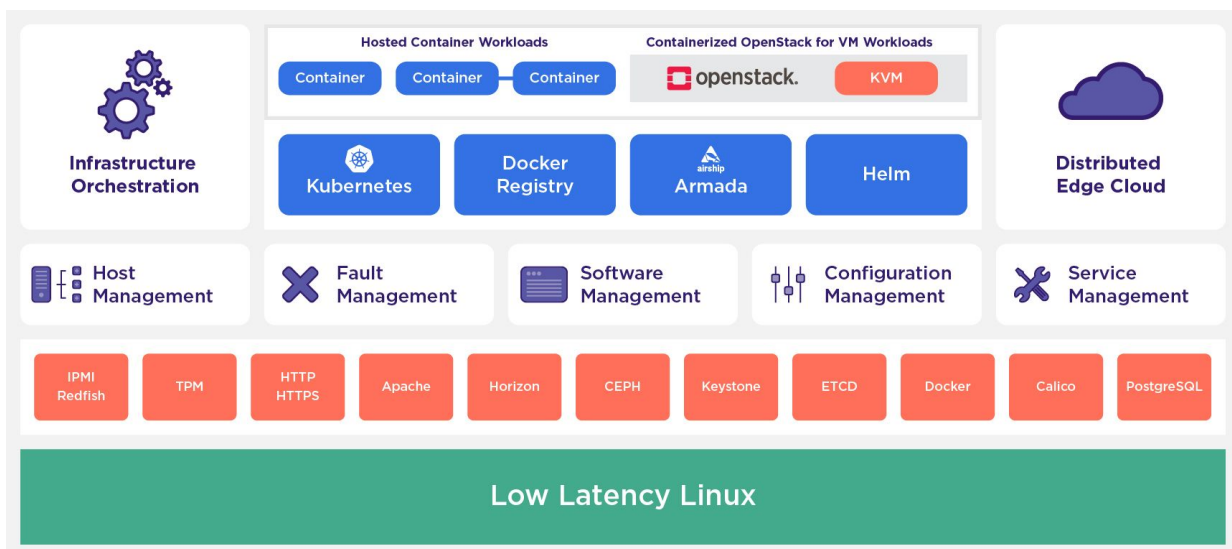 Infrastructure
Orchestration
Hosted Container Workloads
Container
Container
Container
Containerized OpenStack for VM Workloads
openstack.
KVM
Kubernetes
Docker
Registry
airship
Armada
Helm
Distributed
Edge Cloud
Host
Management
Fault
Management
Software
Management
Configuration
Management
Service
Management
IPMI
Redfish
TPM
HTTP
HTTPS
Apache
Horizon
CEPH
Keystone
ETCD
Docker
Calico
PostgreSQL
Low Latency Linux